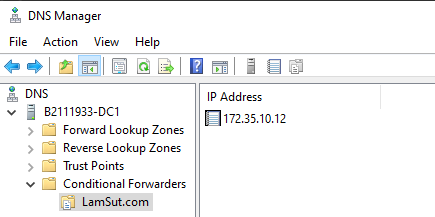 DNS Manager
File Action View Help
DNS
B2111933-DC1
Forward Lookup Zones
Reverse Lookup Zones
Trust Points
Conditional Forwarders
LamSut.com
IP Address
172.35.10.12